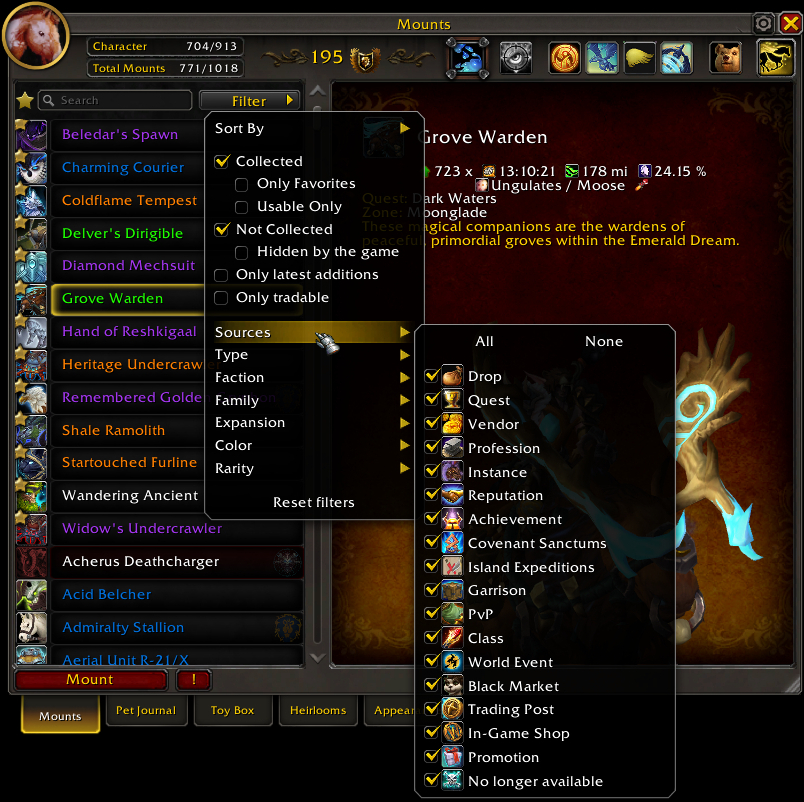 Mounts
Character 704/913
Total Mounts 771/1018
195
Search
Filter
Beledar's Spawn
Charming Courier
Coldflame Tempest
Delver's Dirigible
Diamond Mechsuit
Grove Warden
Hand of Reshkigaal
Heritage Undercraw
Remembered Golde
Shale Ramolith
Startouched Furline
Wandering Ancient
Widow's Undercrawler
Acherus Deathcharger
Acid Belcher
Admiralty Stallion
Aerial Unit R-21/X
Sort By
Collected
Only Favorites
Usable Only
Not Collected
Hidden by the game
Only latest additions
Only tradable
Sources
Type
Faction
Family
Expansion
Color
Rarity
Reset filters
Grove Warden
723 x 13:10:21 178 mi 24.15 %
Ungulates / Moose
Quest: Dark Waters
Zone: Moonglade
These magical companions are the wardens of
peaceful, primordial groves within the Emerald Dream.
All None
Drop
Quest
Vendor
Profession
Instance
Reputation
Achievement
Covenant Sanctums
Island Expeditions
Garrison
PvP
Class
World Event
Black Market
Trading Post
In-Game Shop
Promotion
No longer available
Mount !
Mounts Pet Journal Toy Box Heirlooms Appear